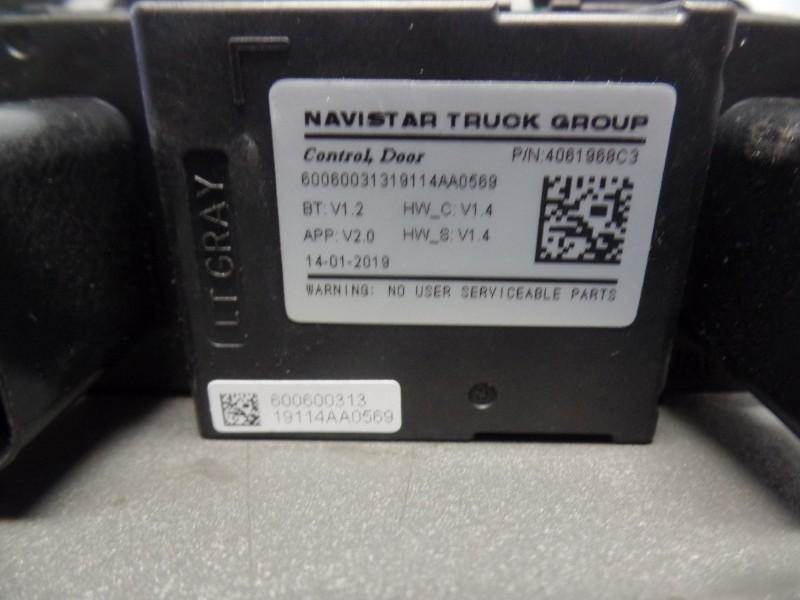 NAVISTAR TRUCK GROUP
Control, Door P/N:4061968C3
60060031319114AA0569
BT: V1.2 HW_C: V1.4
APP: V2.0 HW_S: V1.4
14-01-2019
WARNING: NO USER SERVICEABLE PARTS
LT GRAY
600600313
19114AA0569